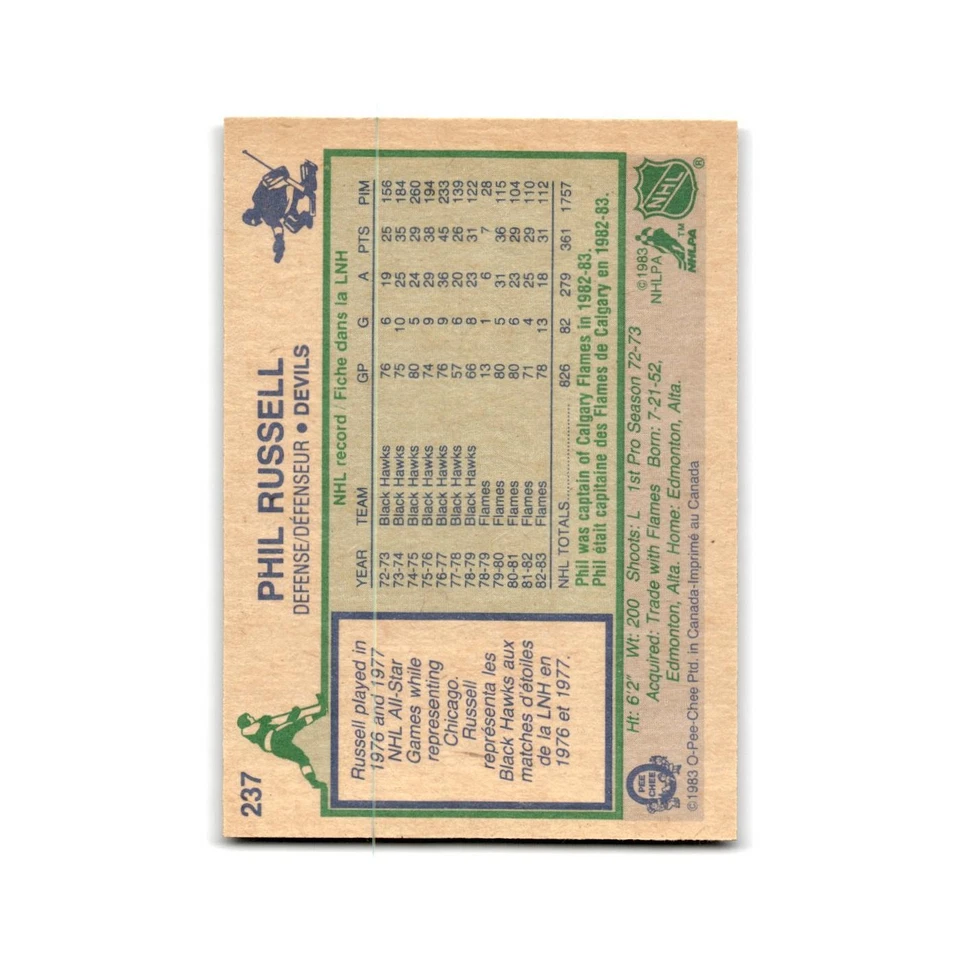 237
PHIL RUSSELL
DEFENSE/DÉFENSEUR • DEVILS
Russell played in
1976 and 1977
NHL All-Star
Games while
representing
Chicago.
Russell
représenta les
Black Hawks aux
matches d'étoiles
de la LNH en
1976 et 1977.
NHL record / Fiche dans la LNH
YEAR TEAM GP G A PTS PIM
72-73 Black Hawks 76 6 19 25 156
73-74 Black Hawks 75 10 25 35 184
74-75 Black Hawks 80 5 24 29 260
75-76 Black Hawks 74 9 29 38 194
76-77 Black Hawks 76 9 36 45 233
77-78 Black Hawks 57 6 20 26 139
78-79 Black Hawks 66 8 23 31 122
78-79 Flames 13 1 6 7 28
79-80 Flames 80 5 31 36 115
80-81 Flames 80 6 23 29 104
81-82 Flames 71 4 25 29 110
82-83 Flames 78 13 18 31 112
NHL TOTALS 826 82 279 361 1757
Phil was captain of Calgary Flames in 1982-83.
Phil était capitaine des Flames de Calgary en 1982-83.
Ht: 6'2" Wt: 200 Shoots: L 1st Pro Season 72-73
Acquired: Trade with Flames Born: 7-21-52,
Edmonton, Alta. Home: Edmonton, Alta.
O PEE CHEE
©1983 O-Pee-Chee Ptd. in Canada-Imprimé au Canada
©1983
NHLPA
NHLPA
TM
NHL
®